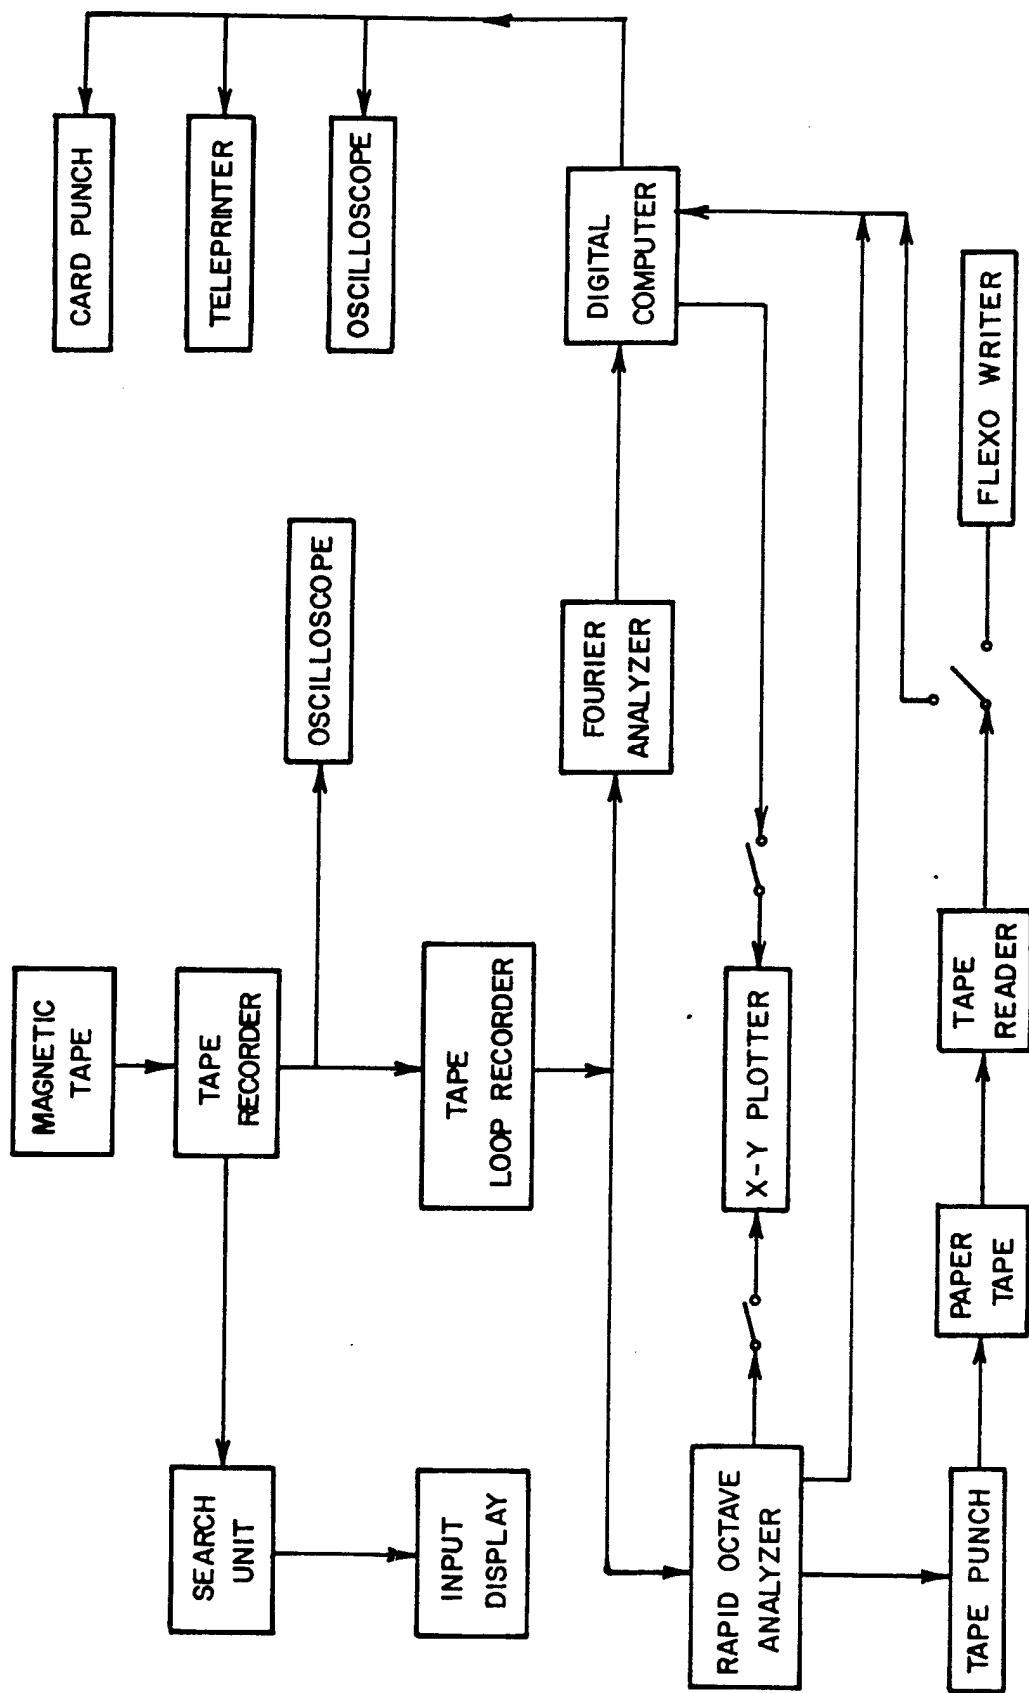 MAGNETIC
TAPE
SEARCH
UNIT
TAPE
RECORDER
CARD PUNCH
TELEPRINTER
INPUT
DISPLAY
TAPE
LOOP RECORDER
OSCILLOSCOPE
OSCILLOSCOPE
FOURIER
ANALYZER
DIGITAL
COMPUTER
RAPID OCTAVE
ANALYZER
X-Y PLOTTER
TAPE PUNCH
PAPER
TAPE
TAPE
READER
FLEXO WRITER